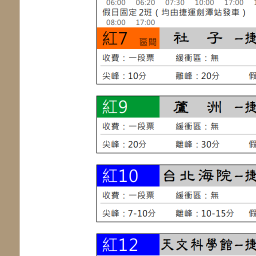 06:00 06:20 07:30 10:00 17:00
假日固定2班（均由捷運劍潭站發車）
08:00 17:00
紅7 區間 社子-捷
收費：一段票 緩衝區：無
尖峰：10分 離峰：20分 假
紅9 蘆洲-捷
收費：一段票 緩衝區：無
尖峰：20分 離峰：30分 假
紅10 台北海院-捷
收費：一段票 緩衝區：無
尖峰：7-10分 離峰：10-15分 假
紅12 天文科學館-捷